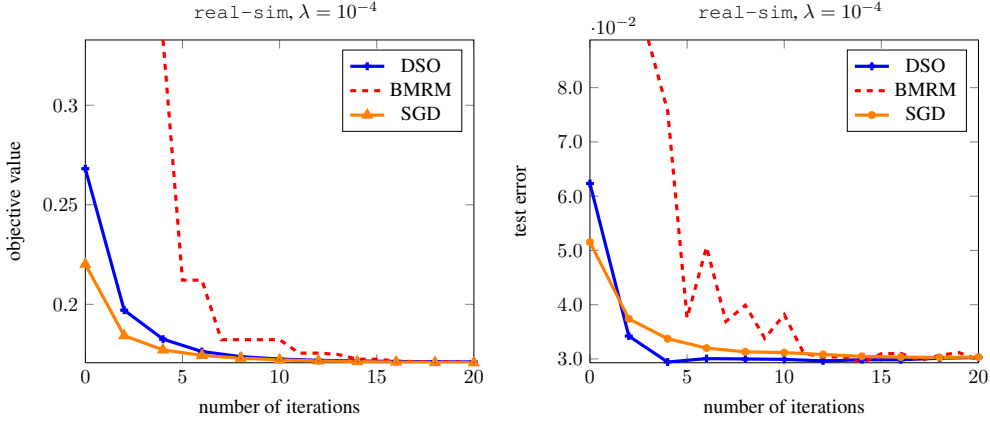 real-sim, λ = 10⁻⁴
0.3
0.25
0.2
0
5
10
15
20
objective value
number of iterations
DSO
BMRM
SGD
real-sim, λ = 10⁻⁴
·10⁻²
8.0
7.0
6.0
5.0
4.0
3.0
0
5
10
15
20
test error
number of iterations
DSO
BMRM
SGD